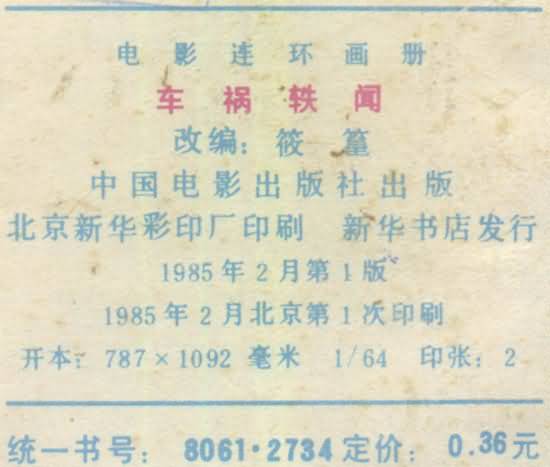 电影连环画册
车祸轶闻
改编：筱篁
中国电影出版社出版
北京新华彩印厂印刷 新华书店发行
1985年2月第1版
1985年2月北京第1次印刷
开本：787×1092 毫米 1/64 印张：2
统一书号：8061·2734 定价：0.36元